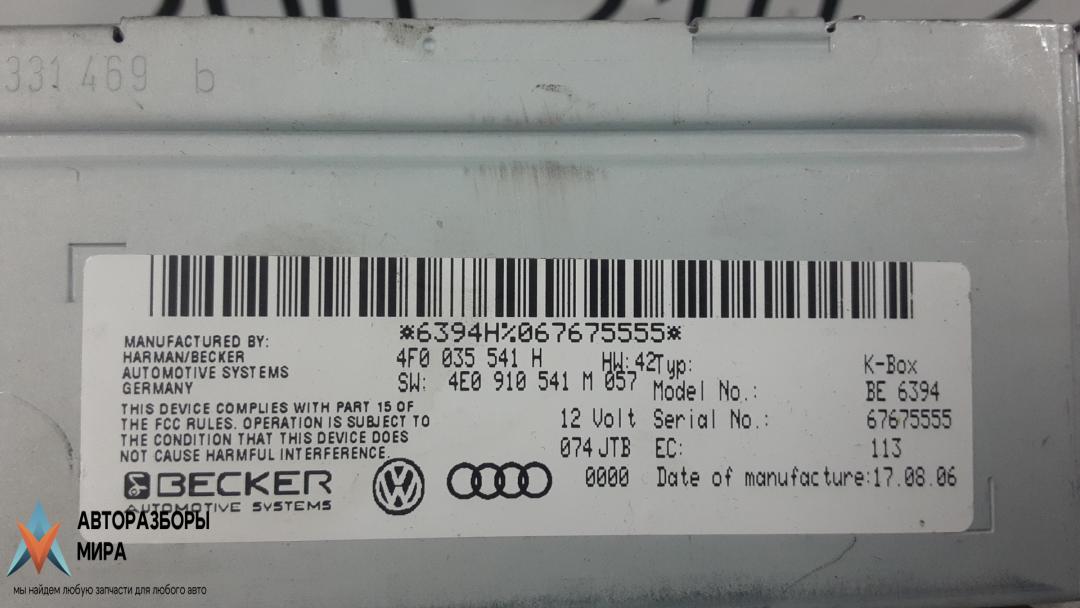 331469 b
*6394H%067675555*
MANUFACTURED BY:
HARMAN/BECKER
AUTOMOTIVE SYSTEMS
GERMANY
4F0 035 541 H HW:42
SW: 4E0 910 541 M 057
THIS DEVICE COMPLIES WITH PART 15 OF
THE FCC RULES. OPERATION IS SUBJECT TO
THE CONDITION THAT THIS DEVICE DOES
NOT CAUSE HARMFUL INTERFERENCE.
12 Volt
074 JTB
0000
Typ: K-Box
Model No.: BE 6394
Serial No.: 67675555
EC: 113
Date of manufacture:17.08.06
BECKER
AUTOMOTIVE SYSTEMS
АВТОРАЗБОРЫ
МИРА
мы найдем любую запчасти для любого авто